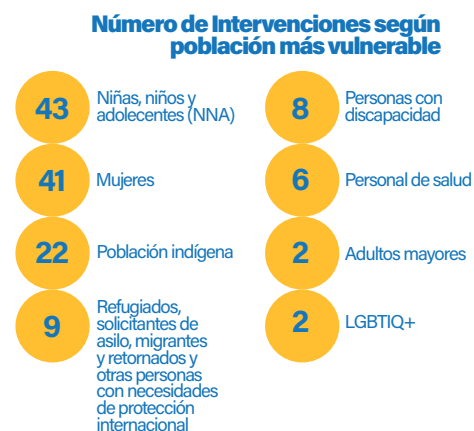 Número de Intervenciones según
población más vulnerable
43
Niñas, niños y
adolecentes (NNA)
41
Mujeres
22
Población indígena
9
Refugiados,
solicitantes de
asilo, migrantes
y retornados y
otras personas
con necesidades
de protección
internacional
8
Personas con
discapacidad
6
Personal de salud
2
Adultos mayores
2
LGBTIQ+